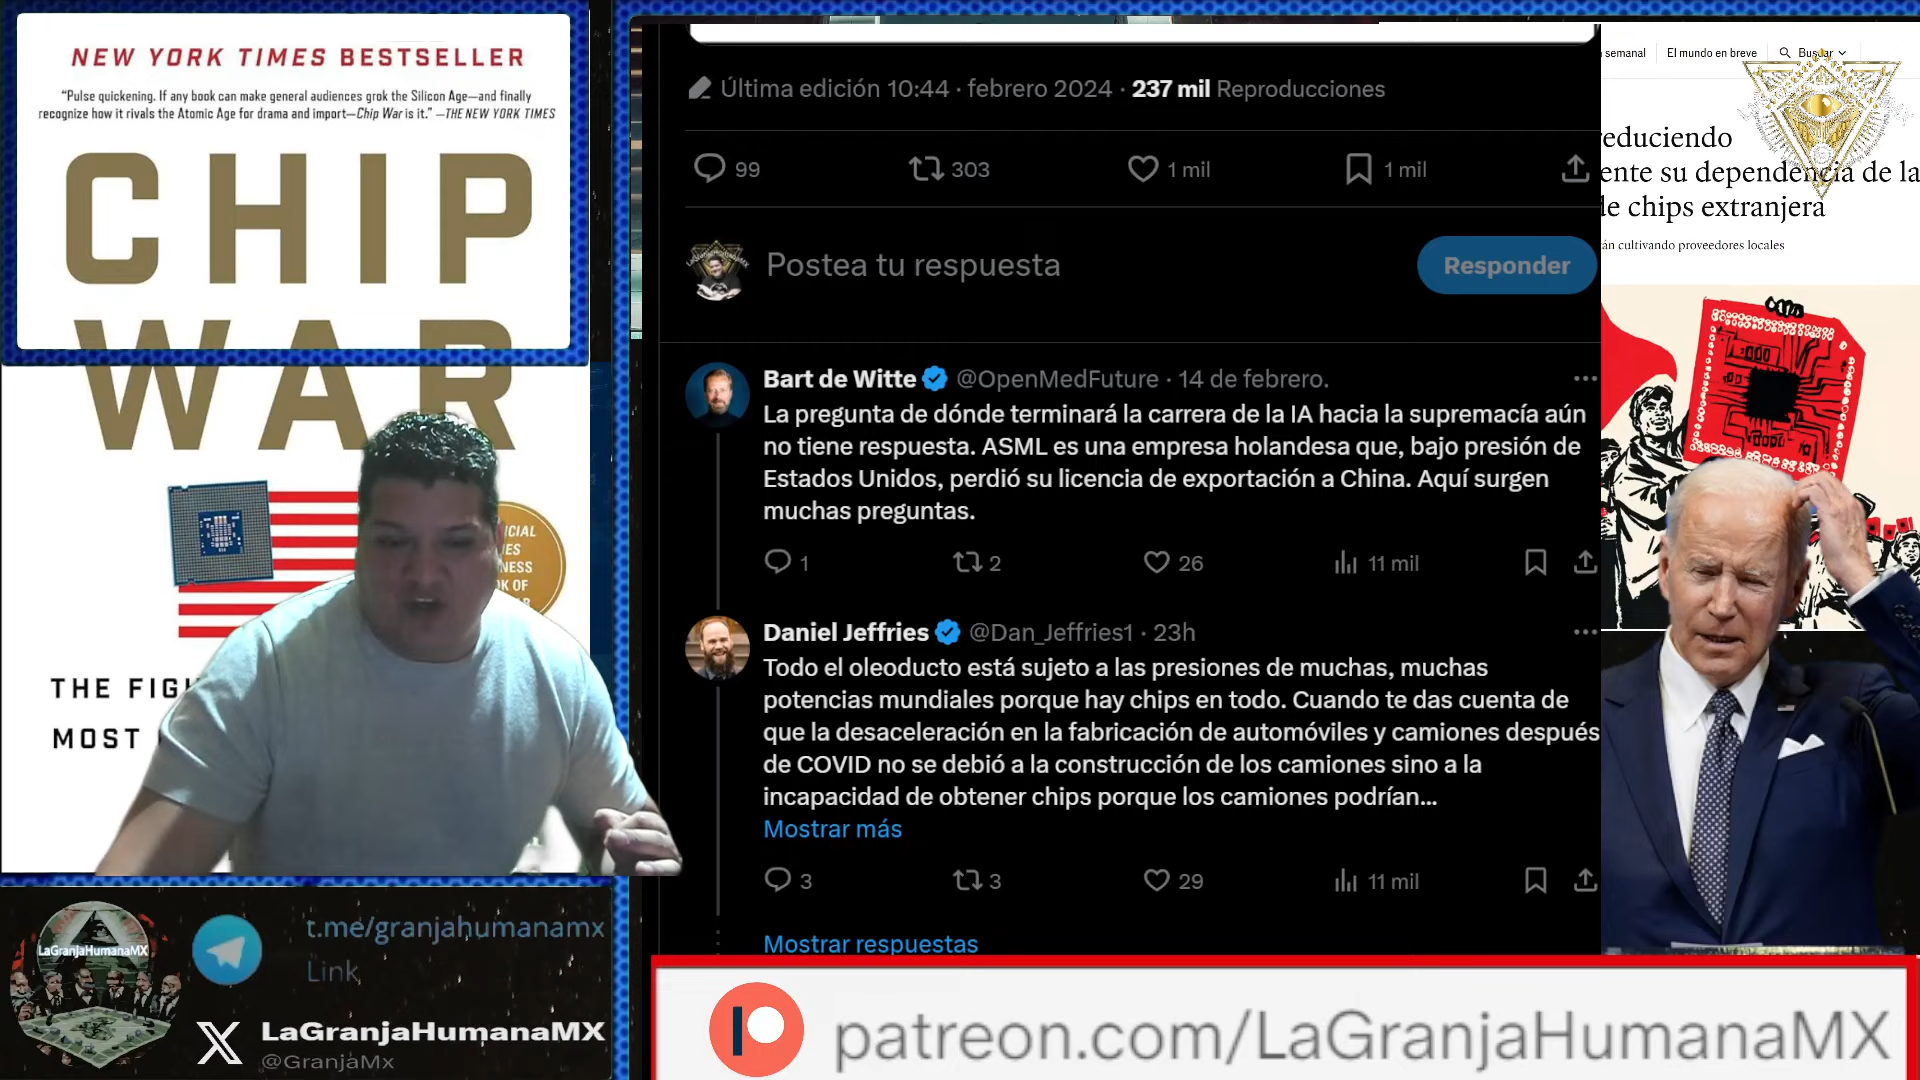 NEW YORK TIMES BESTSELLER
“Pulse quickening. If any book can make general audiences grok the Silicon Age—and finally
recognize how it rivals the Atomic Age for drama and import—Chip War is it.” —THE NEW YORK TIMES
CHIP
WAR
THE FIG
MOST
Última edición 10:44 · febrero 2024 · 237 mil Reproducciones
99
303
1 mil
1 mil
Postea tu respuesta
Responder
Bart de Witte @OpenMedFuture · 14 de febrero.
La pregunta de dónde terminará la carrera de la IA hacia la supremacía aún
no tiene respuesta. ASML es una empresa holandesa que, bajo presión de
Estados Unidos, perdió su licencia de exportación a China. Aquí surgen
muchas preguntas.
1
2
26
11 mil
Daniel Jeffries @Dan_Jeffries1 · 23h
Todo el oleoducto está sujeto a las presiones de muchas, muchas
potencias mundiales porque hay chips en todo. Cuando te das cuenta de
que la desaceleración en la fabricación de automóviles y camiones después
de COVID no se debió a la construcción de los camiones sino a la
incapacidad de obtener chips porque los camiones podrían...
Mostrar más
3
3
29
11 mil
Mostrar respuestas
semanal
El mundo en breve
Buscar
reduciendo
ente su dependencia de la
de chips extranjera
án cultivando proveedores locales
LaGranjaHumanaMX
t.me/granjahumanamx
Link
LaGranjaHumanaMX
@GranjaMx
patreon.com/LaGranjaHumanaMX